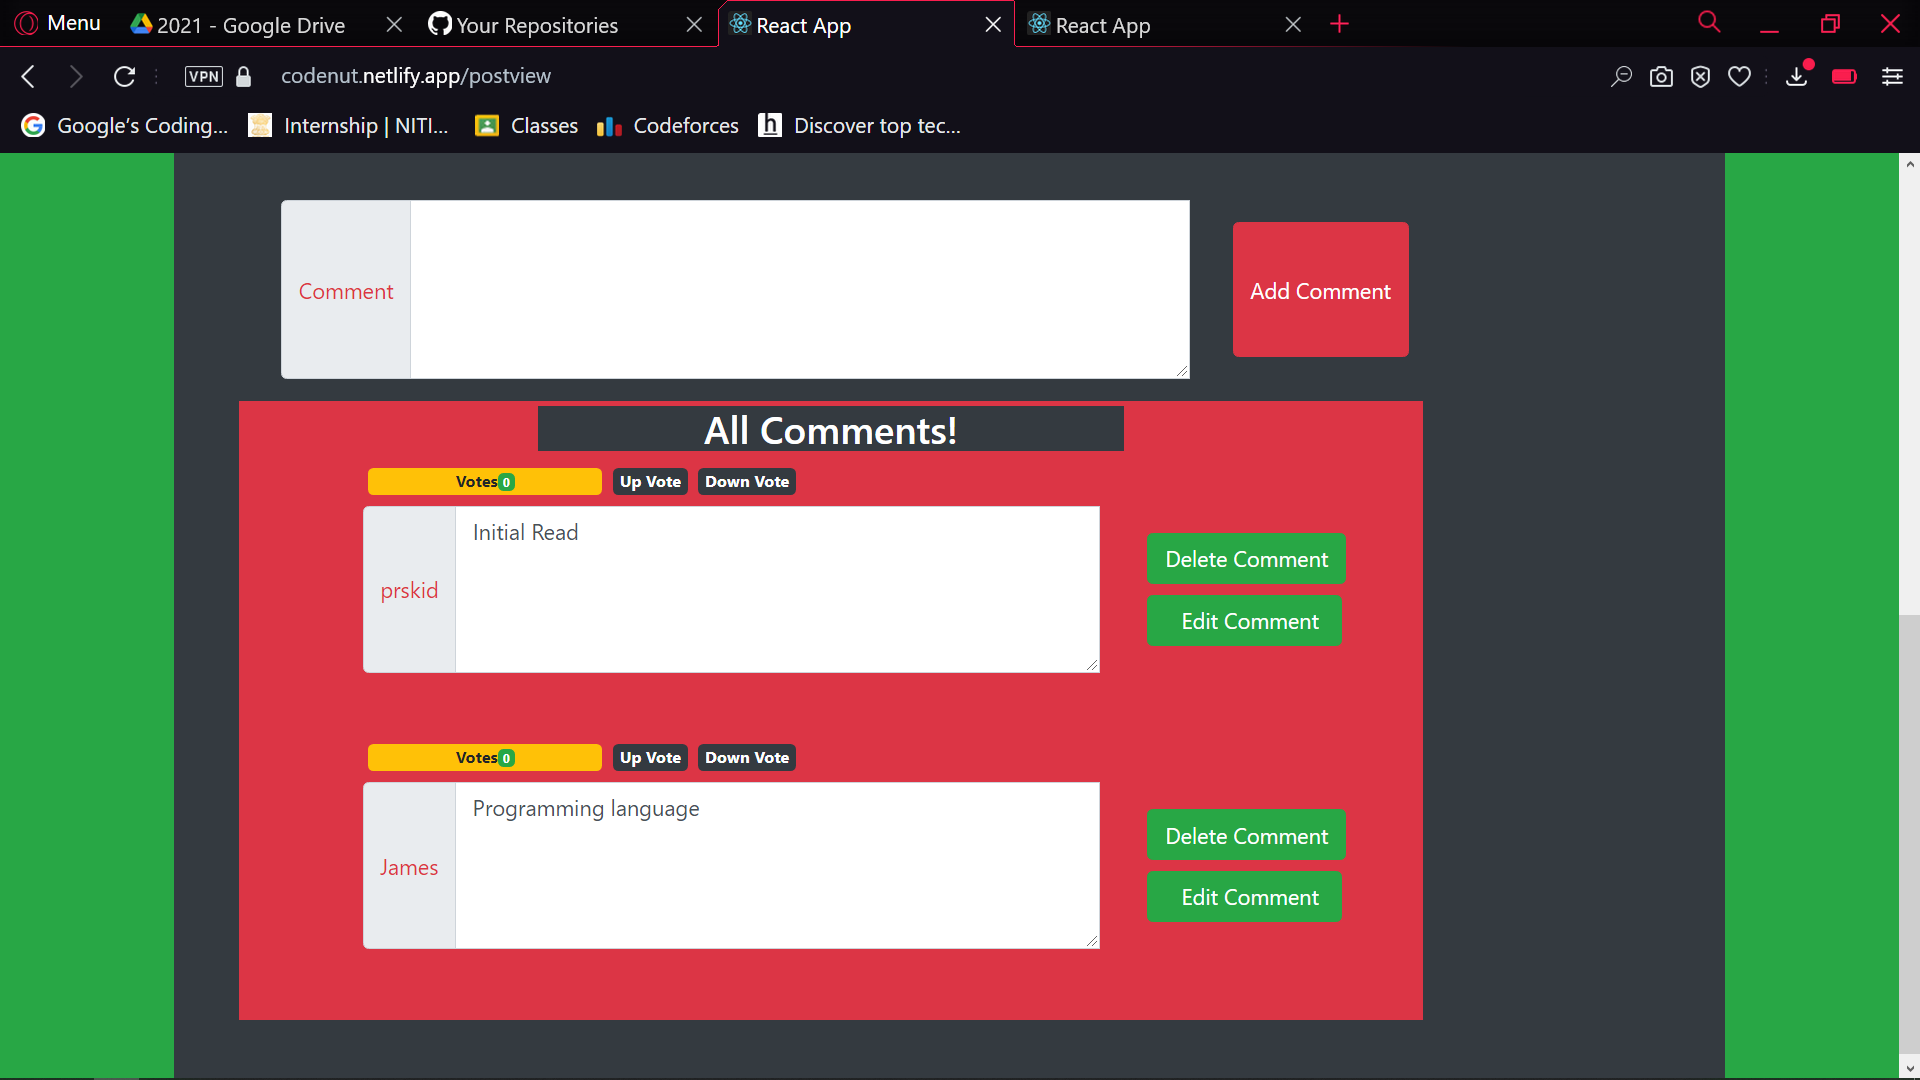 Menu
2021 - Google Drive
Your Repositories
React App
React App
VPN
codenut.netlify.app/postview
Google's Coding...
Internship | NITI...
Classes
Codeforces
h
Discover top tec...
Comment
Add Comment
All Comments!
Votes 0 Up Vote Down Vote
prskid
Initial Read
Delete Comment
Edit Comment
Votes 0 Up Vote Down Vote
James
Programming language
Delete Comment
Edit Comment